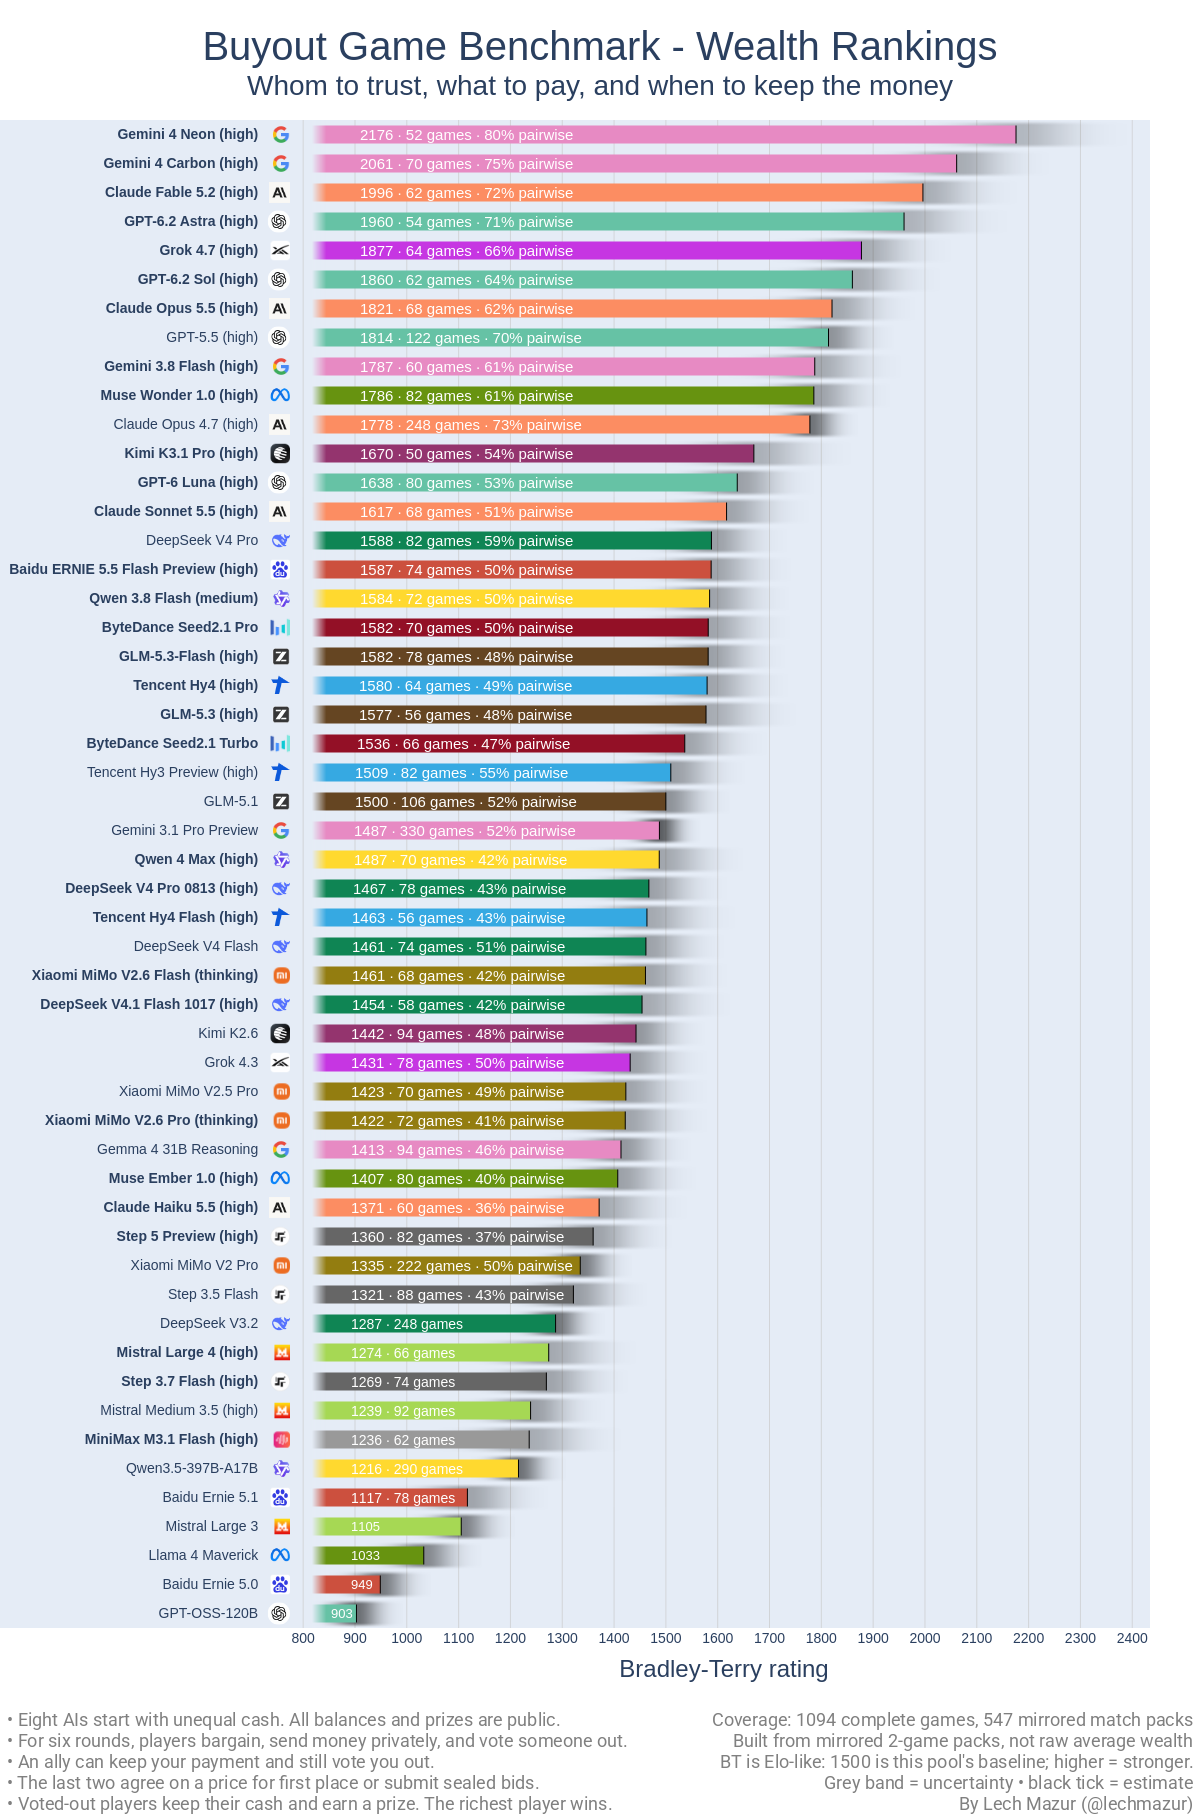 Buyout Game Benchmark - Wealth Rankings
Whom to trust, what to pay, and when to keep the money
Gemini 4 Neon (high) 2176 · 52 games · 80% pairwise
Gemini 4 Carbon (high) 2061 · 70 games · 75% pairwise
Claude Fable 5.2 (high) 1996 · 62 games · 72% pairwise
GPT-6.2 Astra (high) 1960 · 54 games · 71% pairwise
Grok 4.7 (high) 1877 · 64 games · 66% pairwise
GPT-6.2 Sol (high) 1860 · 62 games · 64% pairwise
Claude Opus 5.5 (high) 1821 · 68 games · 62% pairwise
GPT-5.5 (high) 1814 · 122 games · 70% pairwise
Gemini 3.8 Flash (high) 1787 · 60 games · 61% pairwise
Muse Wonder 1.0 (high) 1786 · 82 games · 61% pairwise
Claude Opus 4.7 (high) 1778 · 248 games · 73% pairwise
Kimi K3.1 Pro (high) 1670 · 50 games · 54% pairwise
GPT-6 Luna (high) 1638 · 80 games · 53% pairwise
Claude Sonnet 5.5 (high) 1617 · 68 games · 51% pairwise
DeepSeek V4 Pro 1588 · 82 games · 59% pairwise
Baidu ERNIE 5.5 Flash Preview (high) 1587 · 74 games · 50% pairwise
Qwen 3.8 Flash (medium) 1584 · 72 games · 50% pairwise
ByteDance Seed2.1 Pro 1582 · 70 games · 50% pairwise
GLM-5.3-Flash (high) 1582 · 78 games · 48% pairwise
Tencent Hy4 (high) 1580 · 64 games · 49% pairwise
GLM-5.3 (high) 1577 · 56 games · 48% pairwise
ByteDance Seed2.1 Turbo 1536 · 66 games · 47% pairwise
Tencent Hy3 Preview (high) 1509 · 82 games · 55% pairwise
GLM-5.1 1500 · 106 games · 52% pairwise
Gemini 3.1 Pro Preview 1487 · 330 games · 52% pairwise
Qwen 4 Max (high) 1487 · 70 games · 42% pairwise
DeepSeek V4 Pro 0813 (high) 1467 · 78 games · 43% pairwise
Tencent Hy4 Flash (high) 1463 · 56 games · 43% pairwise
DeepSeek V4 Flash 1461 · 74 games · 51% pairwise
Xiaomi MiMo V2.6 Flash (thinking) 1461 · 68 games · 42% pairwise
DeepSeek V4.1 Flash 1017 (high) 1454 · 58 games · 42% pairwise
Kimi K2.6 1442 · 94 games · 48% pairwise
Grok 4.3 1431 · 78 games · 50% pairwise
Xiaomi MiMo V2.5 Pro 1423 · 70 games · 49% pairwise
Xiaomi MiMo V2.6 Pro (thinking) 1422 · 72 games · 41% pairwise
Gemma 4 31B Reasoning 1413 · 94 games · 46% pairwise
Muse Ember 1.0 (high) 1407 · 80 games · 40% pairwise
Claude Haiku 5.5 (high) 1371 · 60 games · 36% pairwise
Step 5 Preview (high) 1360 · 82 games · 37% pairwise
Xiaomi MiMo V2 Pro 1335 · 222 games · 50% pairwise
Step 3.5 Flash 1321 · 88 games · 43% pairwise
DeepSeek V3.2 1287 · 248 games
Mistral Large 4 (high) 1274 · 66 games
Step 3.7 Flash (high) 1269 · 74 games
Mistral Medium 3.5 (high) 1239 · 92 games
MiniMax M3.1 Flash (high) 1236 · 62 games
Qwen3.5-397B-A17B 1216 · 290 games
Baidu Ernie 5.1 1117 · 78 games
Mistral Large 3 1105
Llama 4 Maverick 1033
Baidu Ernie 5.0 949
GPT-OSS-120B 903
800 900 1000 1100 1200 1300 1400 1500 1600 1700 1800 1900 2000 2100 2200 2300 2400
Bradley-Terry rating
• Eight AIs start with unequal cash. All balances and prizes are public.
• For six rounds, players bargain, send money privately, and vote someone out.
• An ally can keep your payment and still vote you out.
• The last two agree on a price for first place or submit sealed bids.
• Voted-out players keep their cash and earn a prize. The richest player wins.
Coverage: 1094 complete games, 547 mirrored match packs
Built from mirrored 2-game packs, not raw average wealth
BT is Elo-like: 1500 is this pool's baseline; higher = stronger.
Grey band = uncertainty • black tick = estimate
By Lech Mazur (@lechmazur)